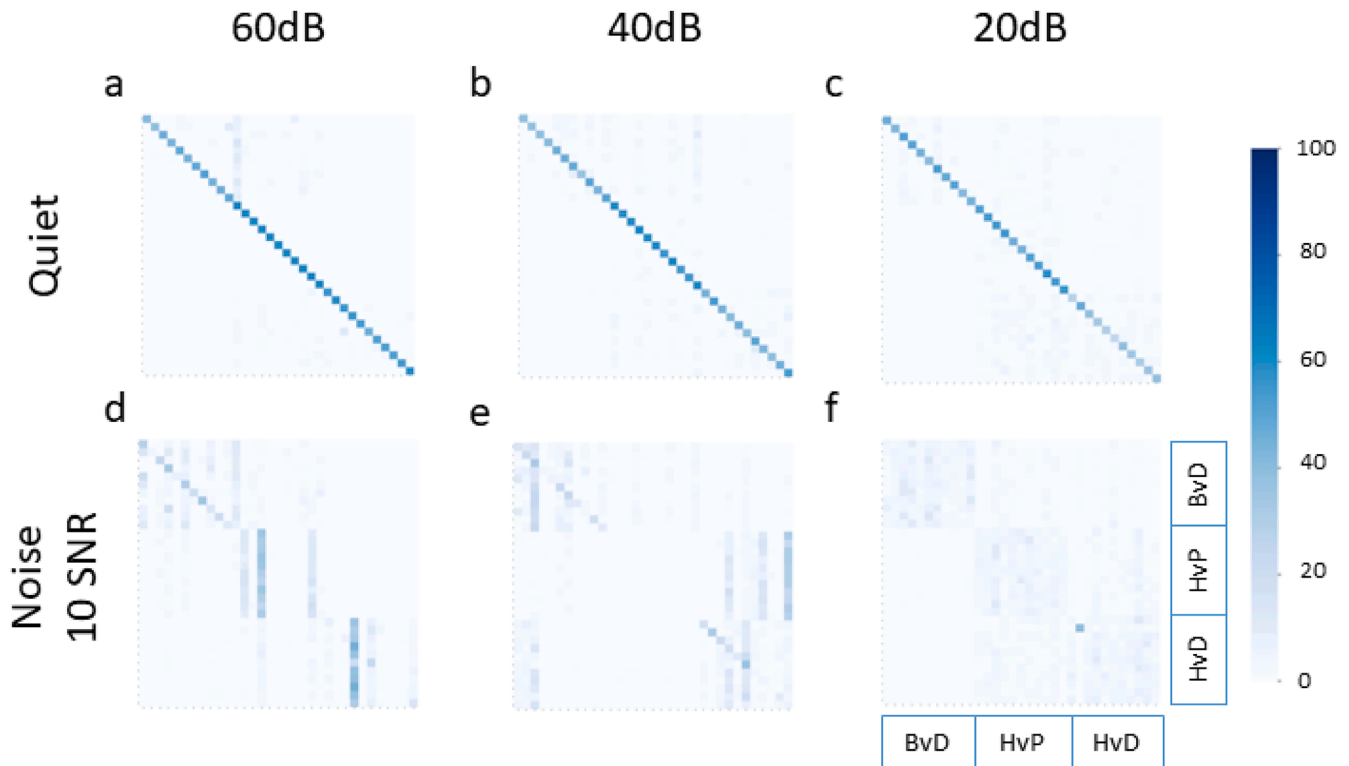 60dB 40dB 20dB
a b c
Quiet
100
80
60
40
20
0
d e f
Noise
10 SNR
BvD
HvP
HvD
BvD HvP HvD